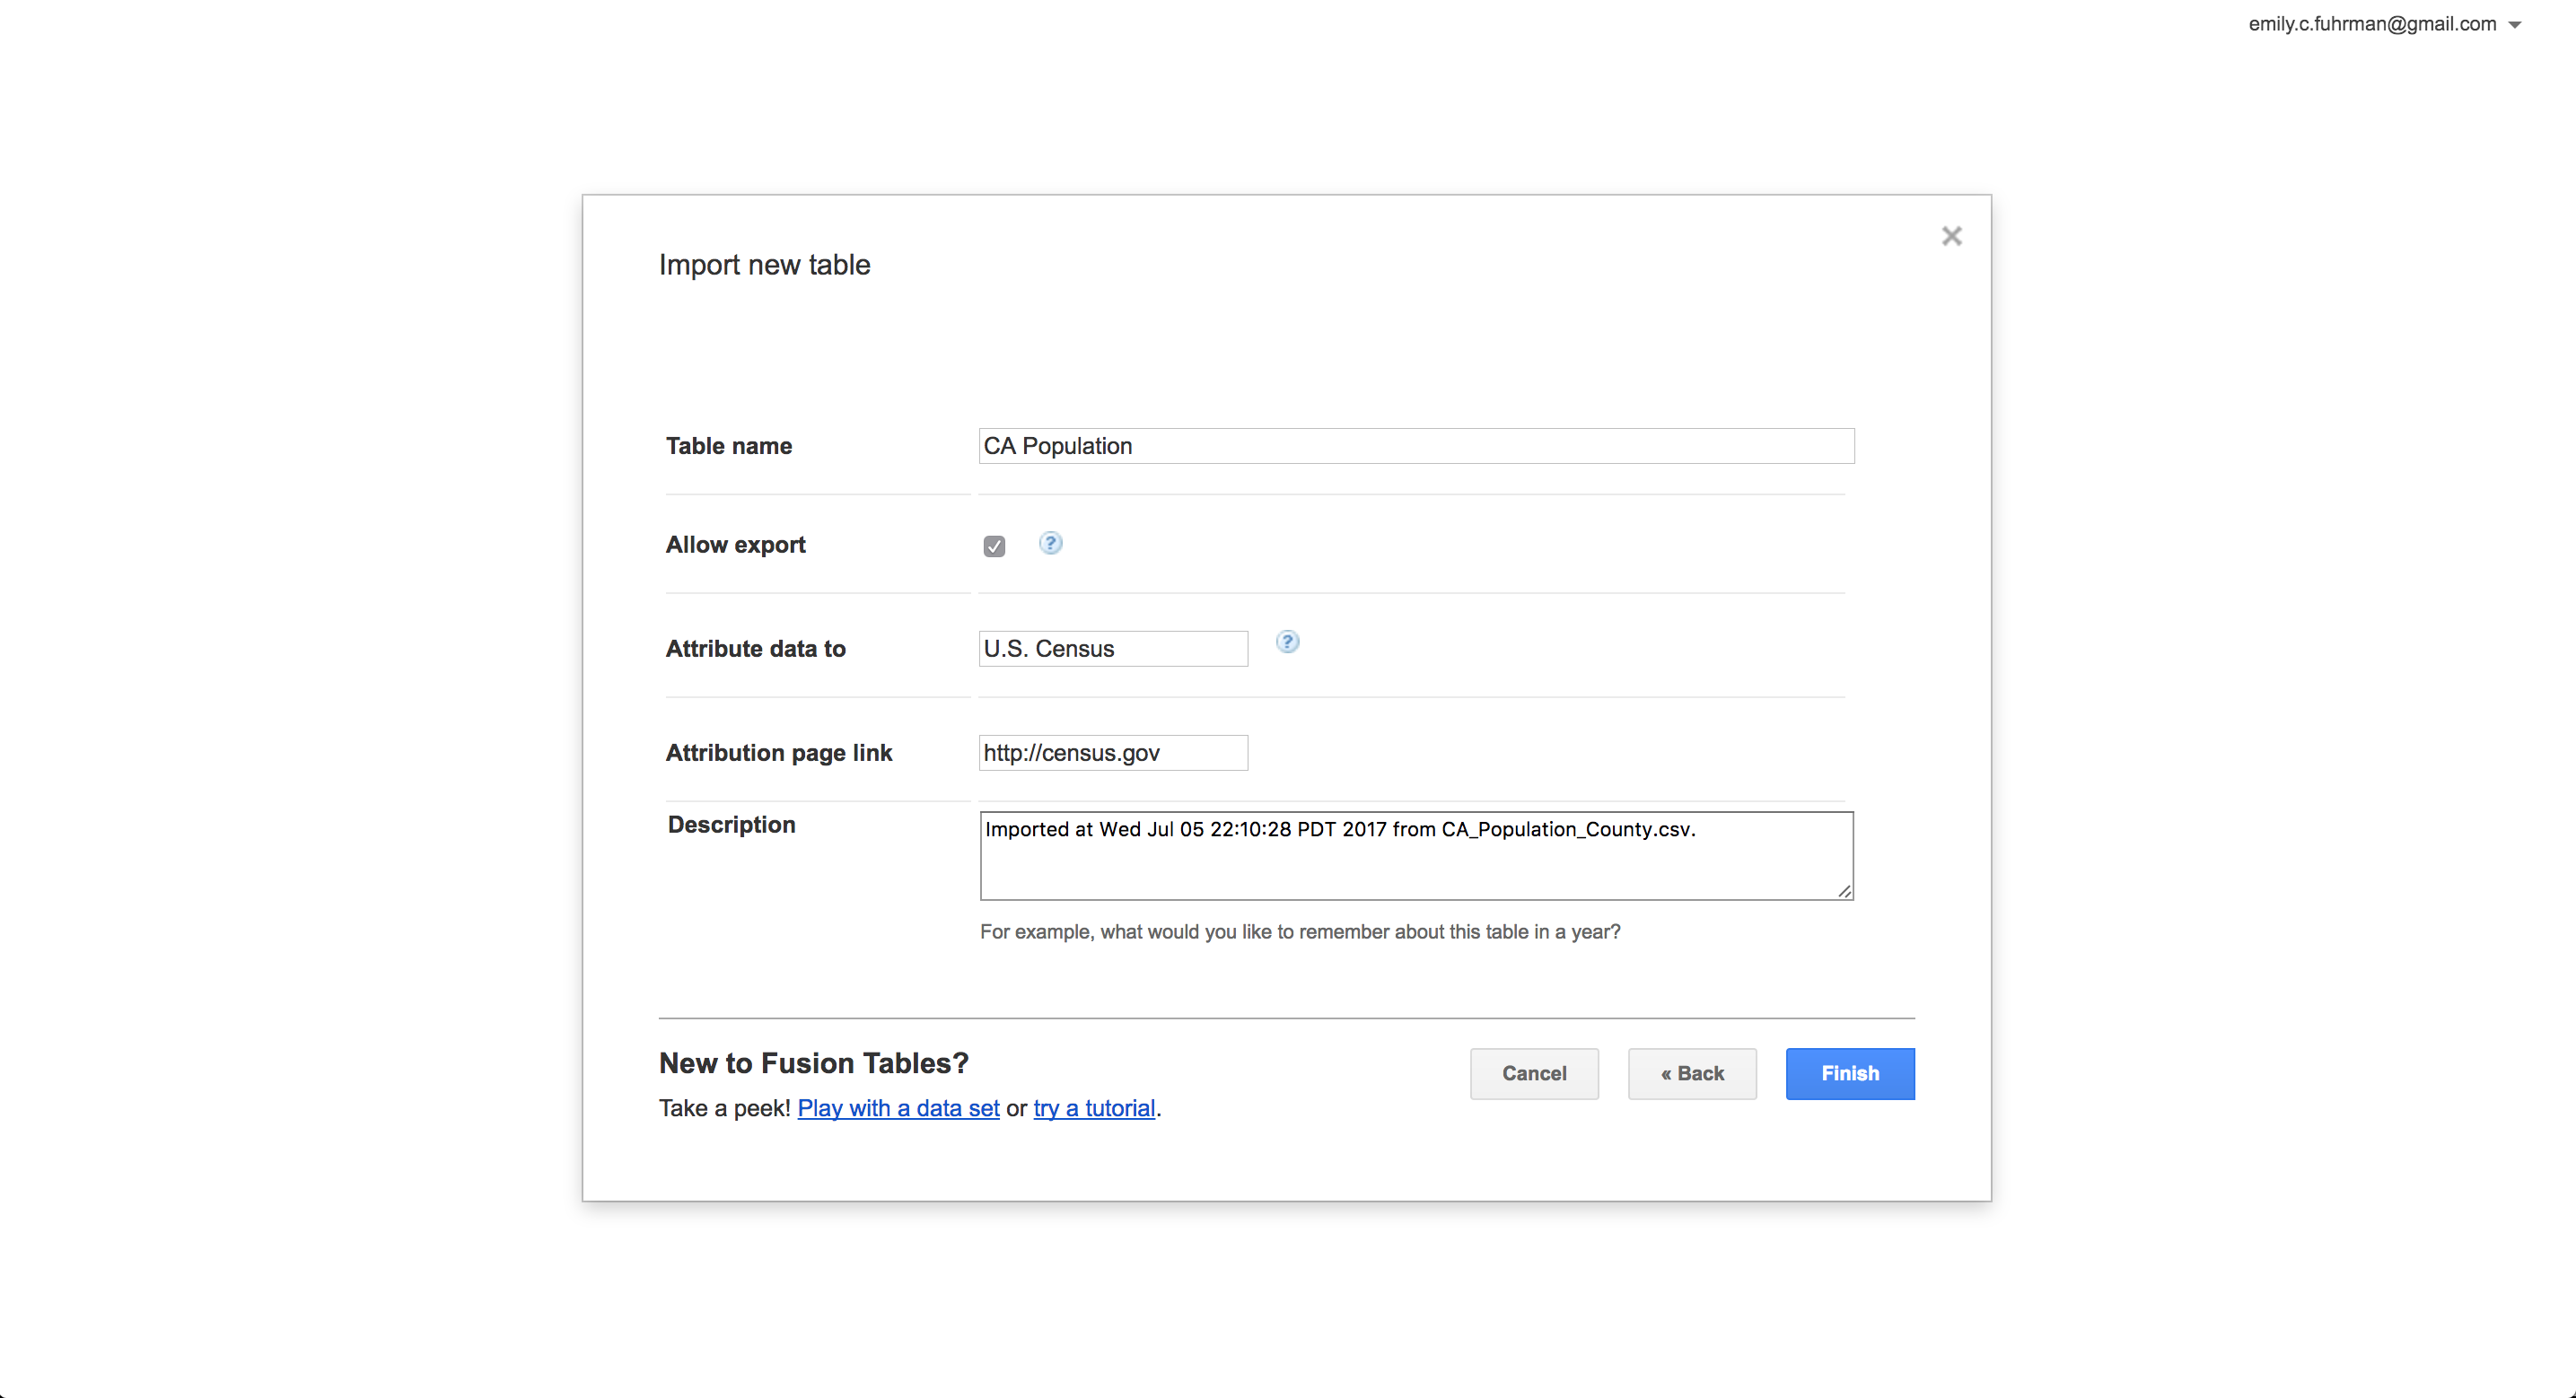 emily.c.fuhrman@gmail.com
Import new table
Table name
CA Population
Allow export
?
Attribute data to
U.S. Census
?
Attribution page link
http://census.gov
Description
Imported at Wed Jul 05 22:10:28 PDT 2017 from CA_Population_County.csv.
For example, what would you like to remember about this table in a year?
New to Fusion Tables?
Take a peek! Play with a data set or try a tutorial.
Cancel
« Back
Finish